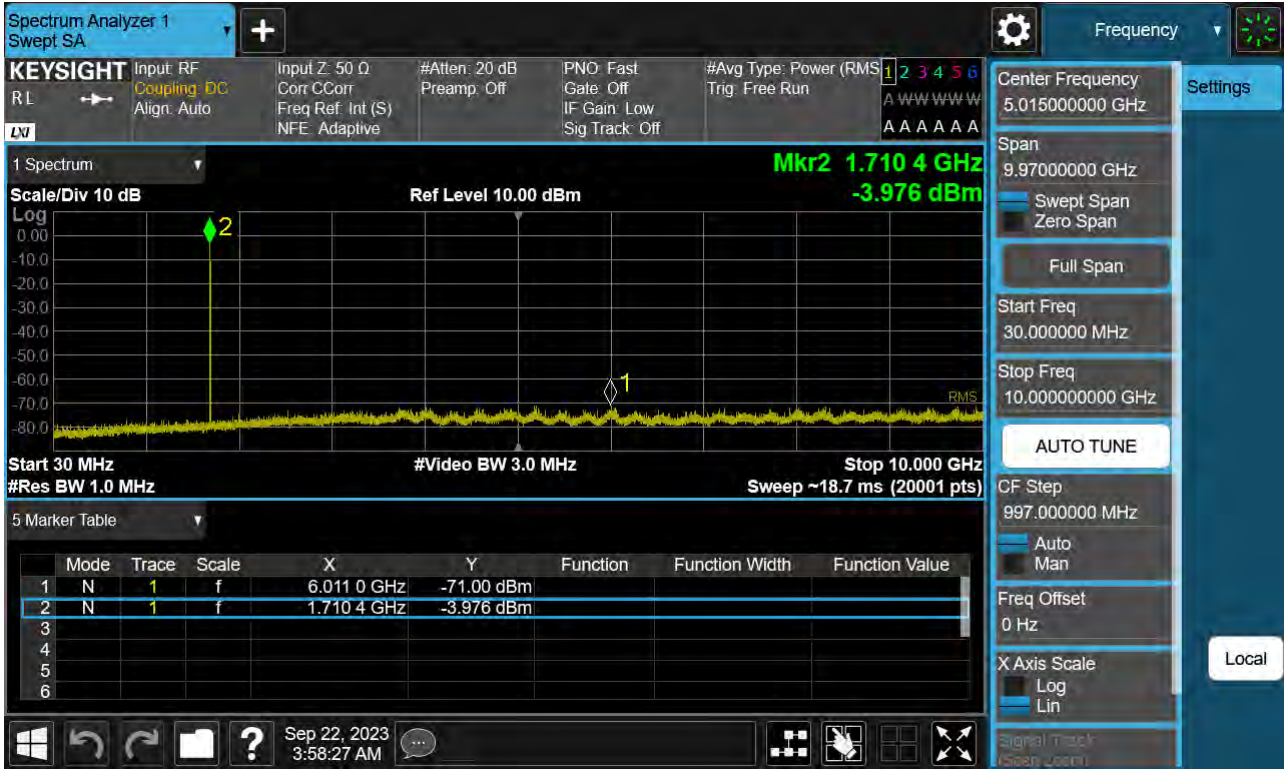 Spectrum Analyzer 1
Swept SA
+
Frequency
KEYSIGHT
RL
LXI
Input: RF
Coupling: DC
Align: Auto
Input Z: 50 Ω
Corr CCorr
Freq Ref: Int (S)
NFE: Adaptive
#Atten: 20 dB
Preamp: Off
PNO: Fast
Gate: Off
IF Gain: Low
Sig Track: Off
#Avg Type: Power (RMS
Trig: Free Run
1 2 3 4 5 6
A W W W W W
A A A A A A
1 Spectrum
Mkr2 1.710 4 GHz
Scale/Div 10 dB
Ref Level 10.00 dBm
-3.976 dBm
Log
0.00
-10.0
-20.0
-30.0
-40.0
-50.0
-60.0
-70.0
-80.0
2
1
RMS
Start 30 MHz
#Video BW 3.0 MHz
Stop 10.000 GHz
#Res BW 1.0 MHz
Sweep ~18.7 ms (20001 pts)
5 Marker Table
Mode Trace Scale X Y Function Function Width Function Value
1 N 1 f 6.011 0 GHz -71.00 dBm
2 N 1 f 1.710 4 GHz -3.976 dBm
3
4
5
6
?
Sep 22, 2023
3:58:27 AM
Center Frequency
5.015000000 GHz
Settings
Span
9.97000000 GHz
Swept Span
Zero Span
Full Span
Start Freq
30.000000 MHz
Stop Freq
10.000000000 GHz
AUTO TUNE
CF Step
997.000000 MHz
Auto
Man
Freq Offset
0 Hz
X Axis Scale
Log
Lin
Local
Signal Track
(Span Zoom)